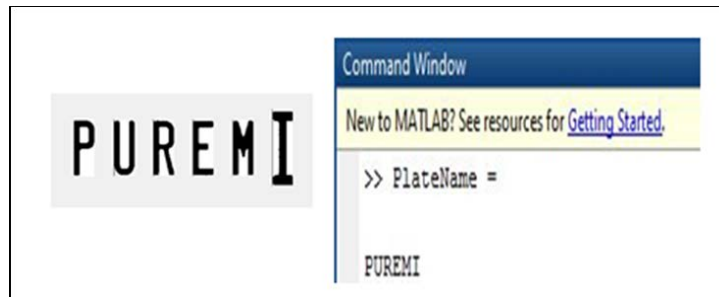 PUREMI
Command Window
New to MATLAB? See resources for Getting Started.
>> PlateName =
PUREMI